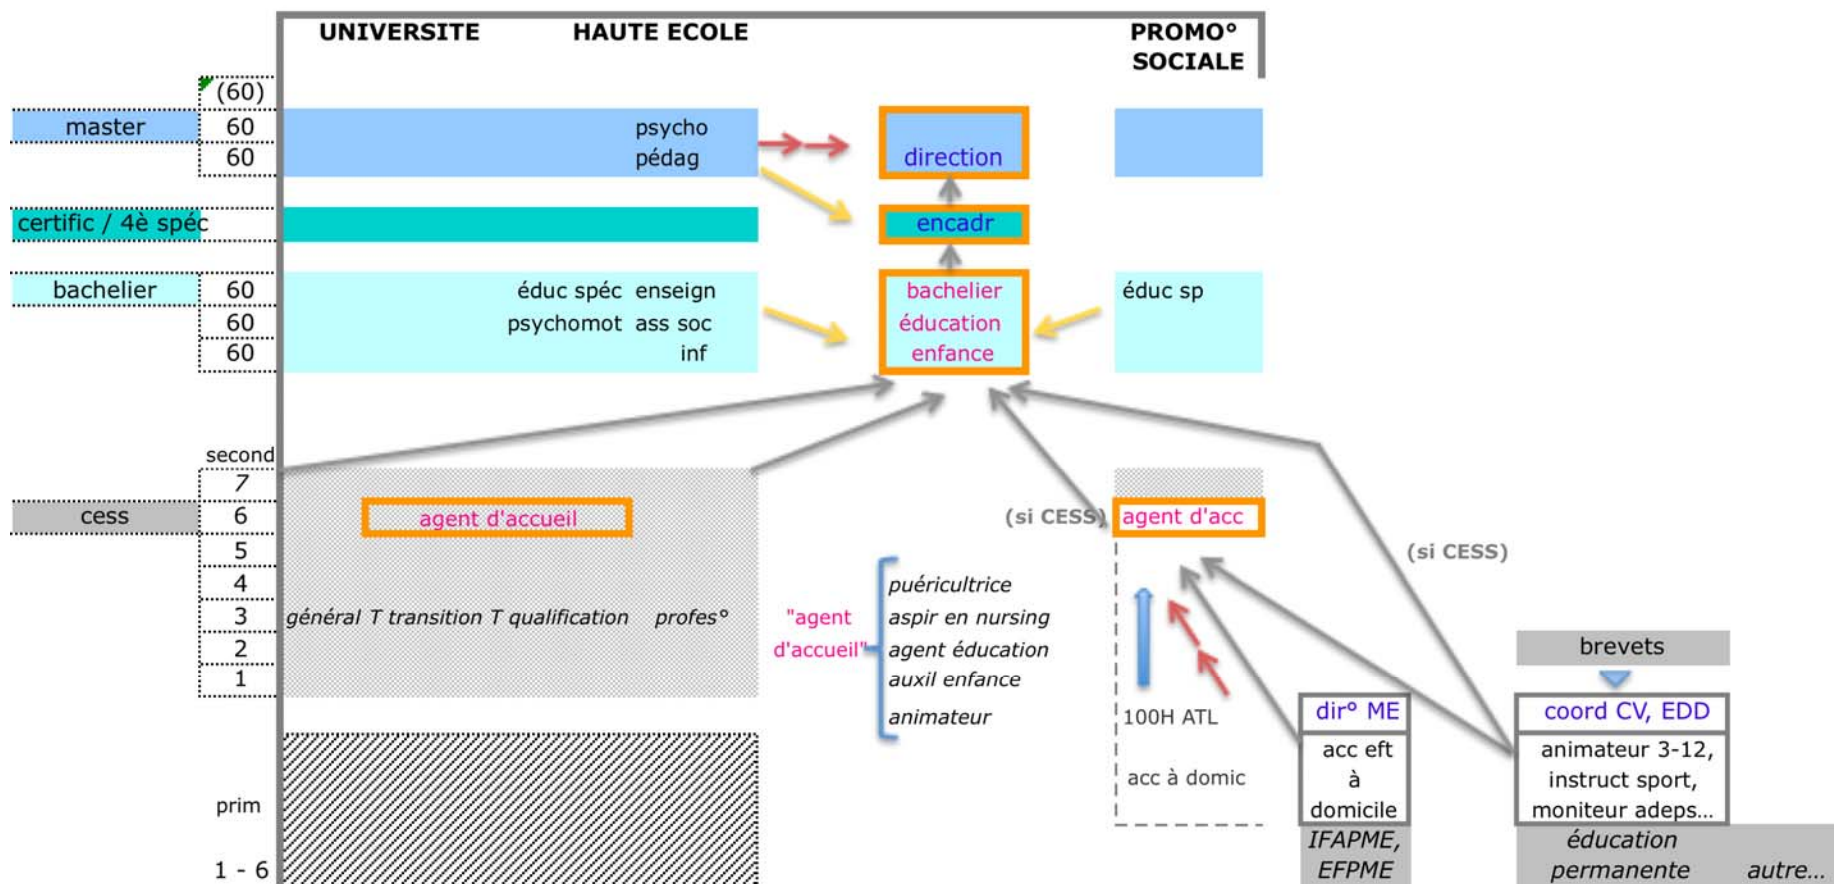 UNIVERSITE HAUTE ECOLE PROMO°
SOCIALE
(60)
master 60 psycho
60 pédag direction
certific / 4è spéc encadr
bachelier 60 éduc spéc enseign bachelier éduc sp
60 psychomot ass soc éducation
60 inf enfance
second
7
cess 6 agent d'accueil (si CESS) agent d'acc
5 (si CESS)
4 puéricultrice
3 général T transition T qualification profes° "agent aspir en nursing
2 d'accueil" agent éducation brevets
1 auxil enfance
animateur 100H ATL dir° ME coord CV, EDD
acc eft animateur 3-12,
acc à domic à instruct sport,
prim domicile moniteur adeps...
IFAPME, éducation
1 - 6 EFPME permanente autre...